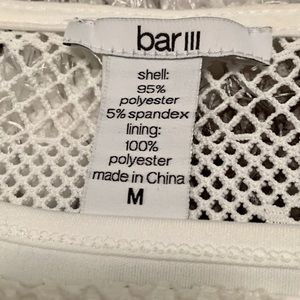 bar III
shell:
95%
polyester
5% spandex
lining:
100%
polyester
made in China
M